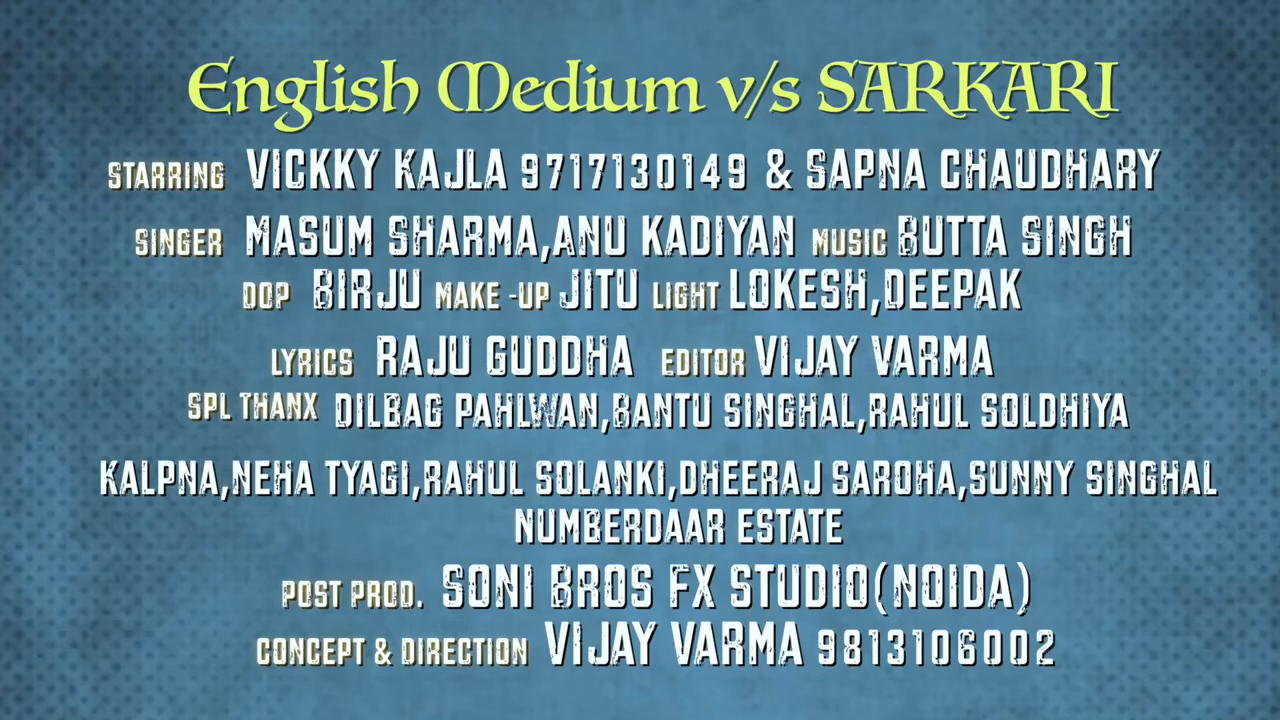 English Medium v/s SARKARI
STARRING VICKKY KAJLA 9717130149 & SAPNA CHAUDHARY
SINGER MASUM SHARMA,ANU KADIYAN MUSIC BUTTA SINGH
DOP BIRJU MAKE -UP JITU LIGHT LOKESH,DEEPAK
LYRICS RAJU GUDDHA EDITOR VIJAY VARMA
SPL THANX DILBAG PAHLWAN,BANTU SINGHAL,RAHUL SOLDHIYA
KALPNA,NEHA TYAGI,RAHUL SOLANKI,DHEERAJ SAROHA,SUNNY SINGHAL
NUMBERDAAR ESTATE
POST PROD. SONI BROS FX STUDIO(NOIDA)
CONCEPT & DIRECTION VIJAY VARMA 9813106002